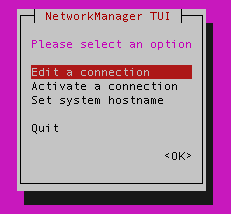 NetworkManager TUI
Please select an option
Edit a connection
Activate a connection
Set system hostname
Quit
<OK>